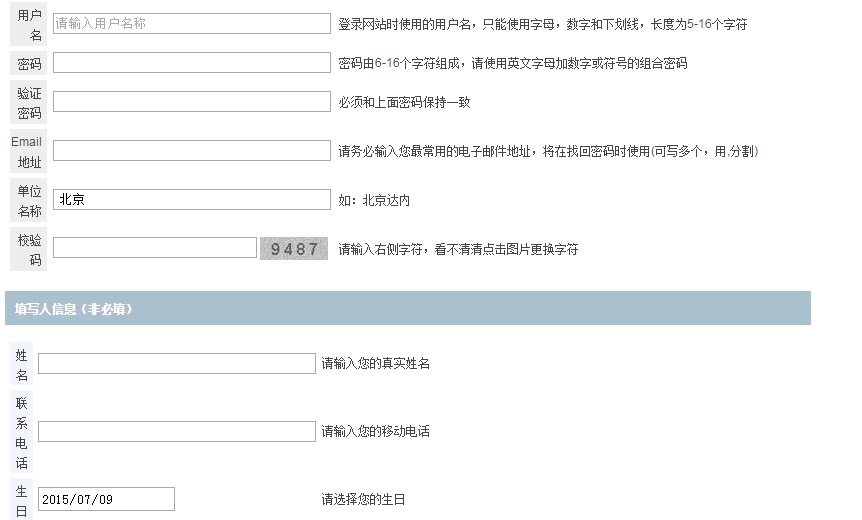 用户
名
请输入用户名称
登录网站时使用的用户名，只能使用字母，数字和下划线，长度为5-16个字符
密码
密码由6-16个字符组成，请使用英文字母加数字或符号的组合密码
验证
密码
必须和上面密码保持一致
Email
地址
请务必输入您最常用的电子邮件地址，将在找回密码时使用(可写多个，用,分割)
单位
名称
北京
如：北京达内
校验
码
9487
请输入右侧字符，看不清清点击图片更换字符
填写人信息（非必填）
姓
名
请输入您的真实姓名
联
系
电
话
请输入您的移动电话
生
日
2015/07/09
请选择您的生日